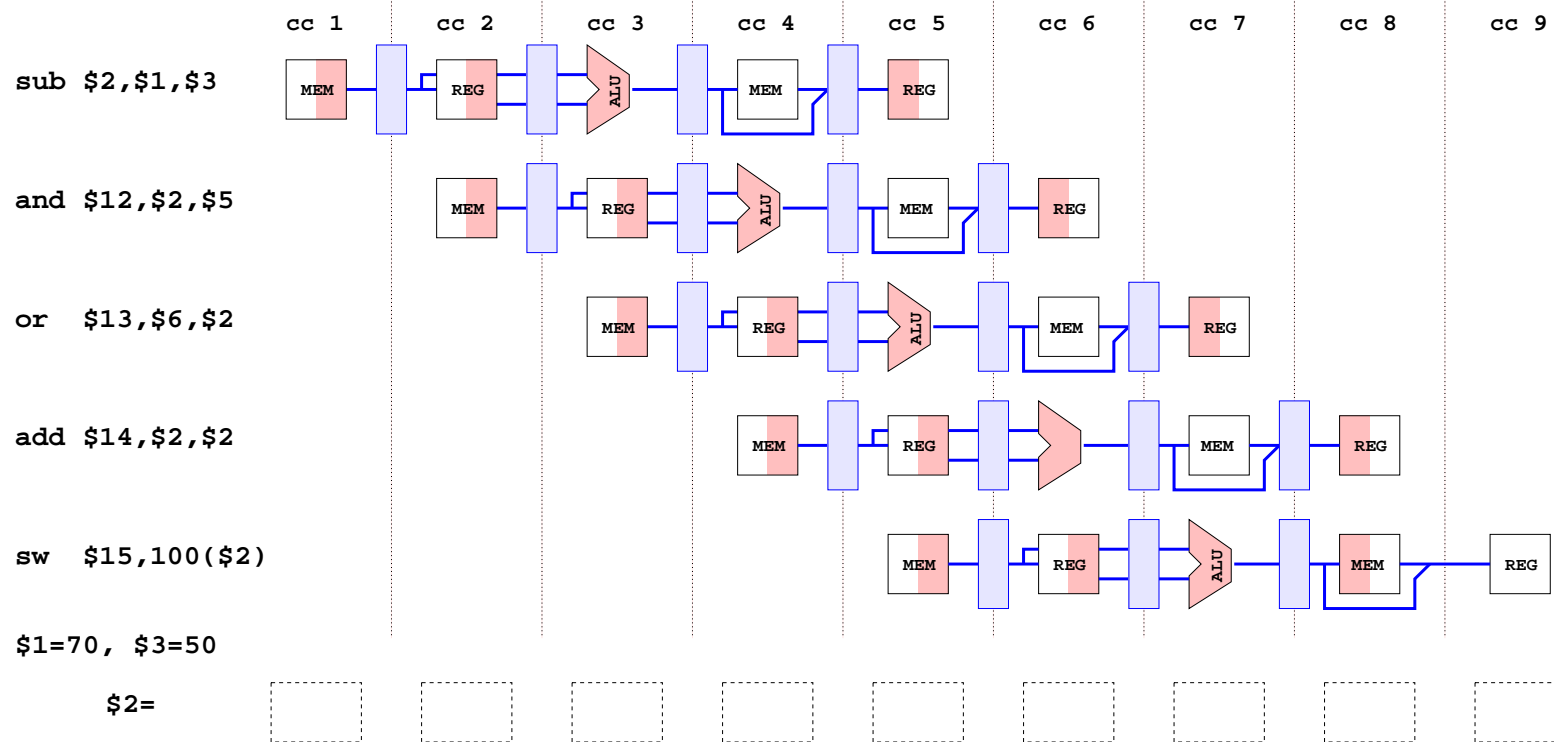 cc 1 cc 2 cc 3 cc 4 cc 5 cc 6 cc 7 cc 8 cc 9
sub $2,$1,$3 MEM REG ALU MEM REG
and $12,$2,$5 MEM REG ALU MEM REG
or $13,$6,$2 MEM REG ALU MEM REG
add $14,$2,$2 MEM REG MEM REG
sw $15,100($2) MEM REG ALU MEM REG
$1=70, $3=50
$2=